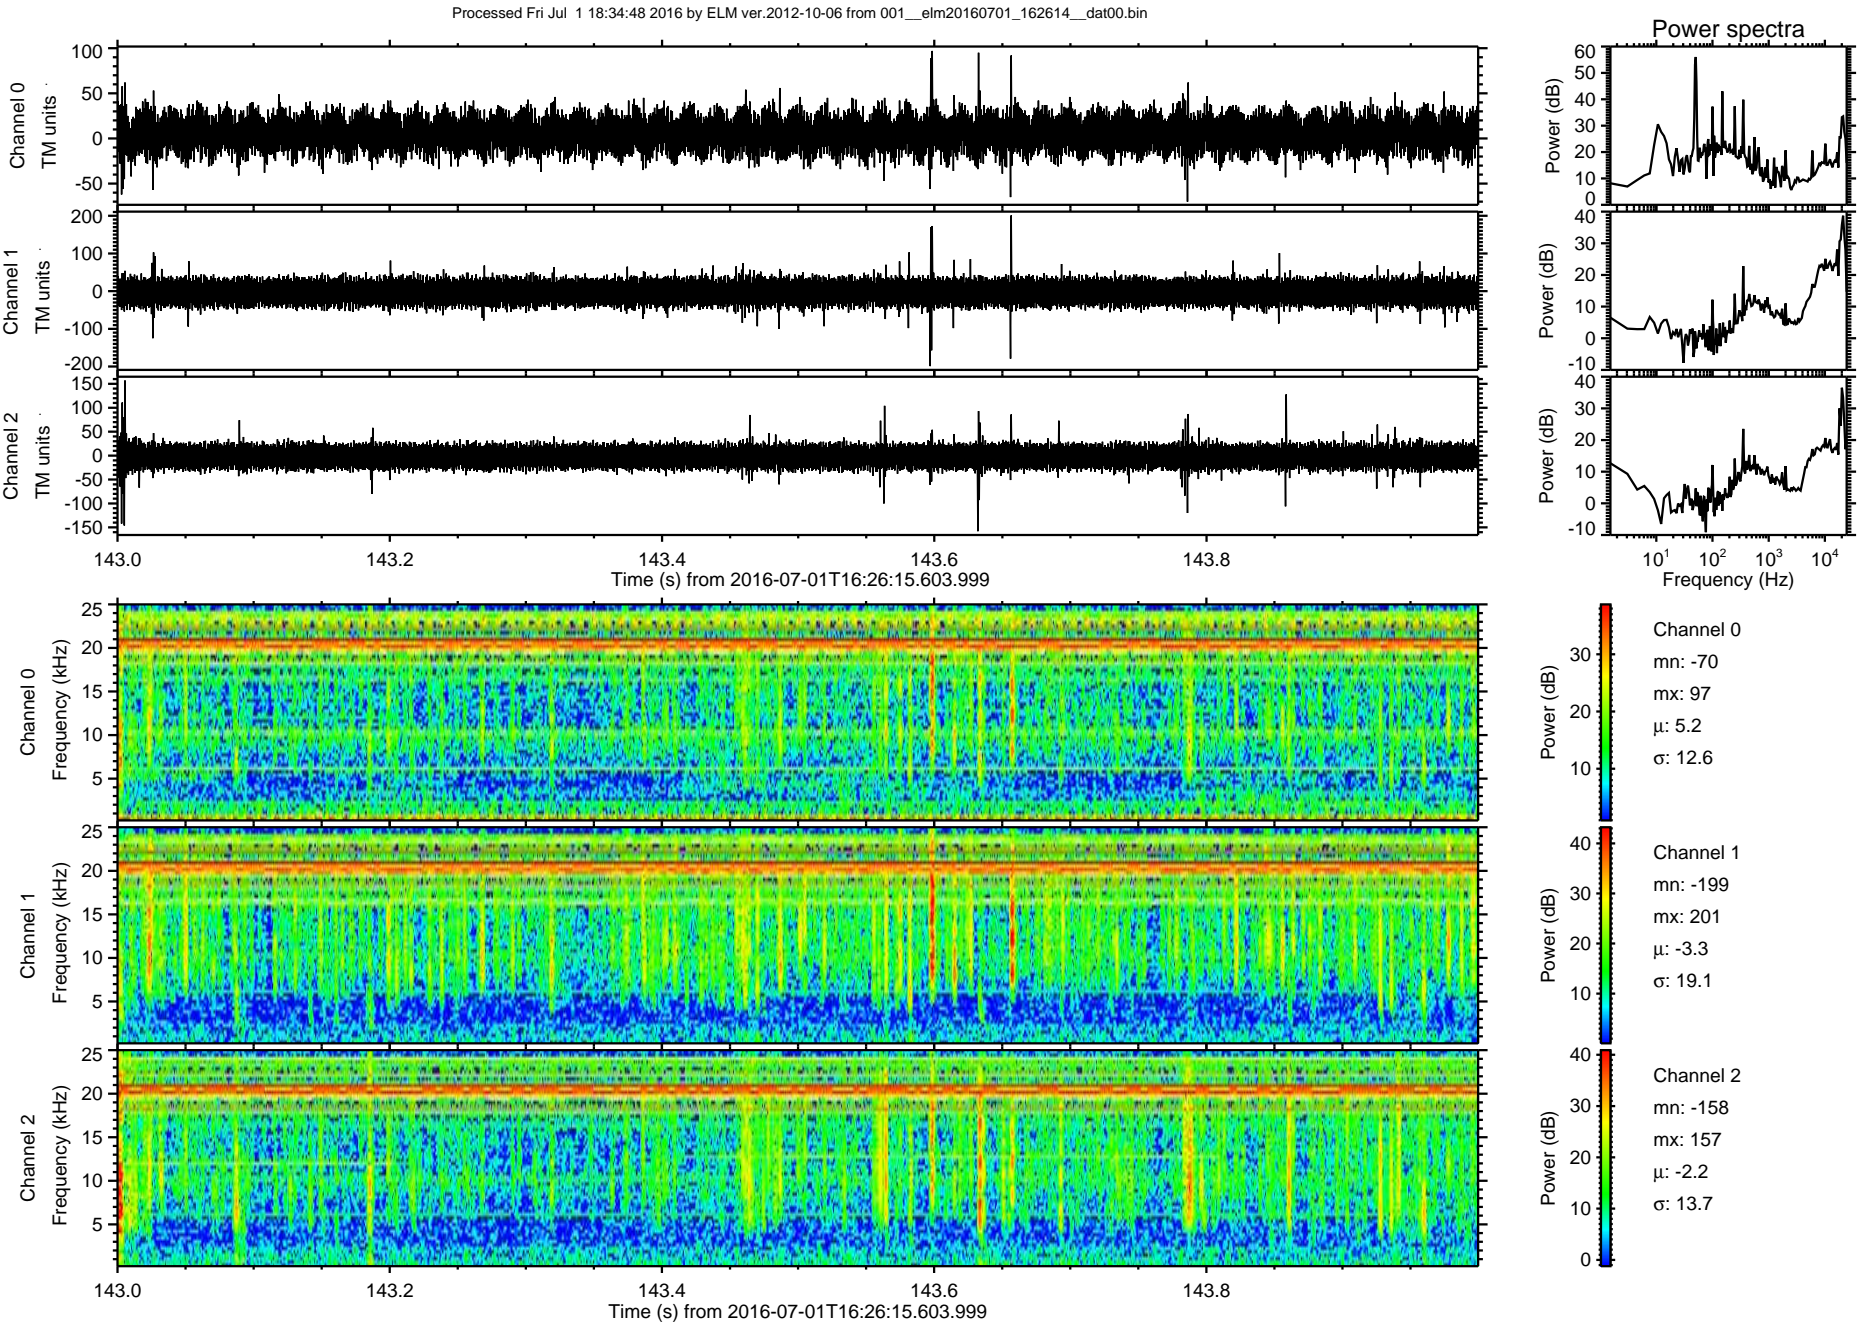 Processed Fri Jul  1 18:34:48 2016 by ELM ver.2012-10-06 from 001__elm20160701_162614__dat00.bin
Power spectra
Channel 0
TM units
100
50
0
-50
Power (dB)
60
50
40
30
20
10
0
Channel 1
TM units
200
100
0
-100
-200
Power (dB)
40
30
20
10
0
-10
Channel 2
TM units
150
100
50
0
-50
-100
-150
Power (dB)
40
30
20
10
0
-10
143.0 143.2 143.4 143.6 143.8
Time (s) from 2016-07-01T16:26:15.603.999
10^1 10^2 10^3 10^4
Frequency (Hz)
Channel 0
Frequency (kHz)
25
20
15
10
5
Power (dB)
30
20
10
Channel 0
mn: -70
mx: 97
μ: 5.2
σ: 12.6
Channel 1
Frequency (kHz)
25
20
15
10
5
Power (dB)
40
30
20
10
Channel 1
mn: -199
mx: 201
μ: -3.3
σ: 19.1
Channel 2
Frequency (kHz)
25
20
15
10
5
Power (dB)
40
30
20
10
0
Channel 2
mn: -158
mx: 157
μ: -2.2
σ: 13.7
143.0 143.2 143.4 143.6 143.8
Time (s) from 2016-07-01T16:26:15.603.999